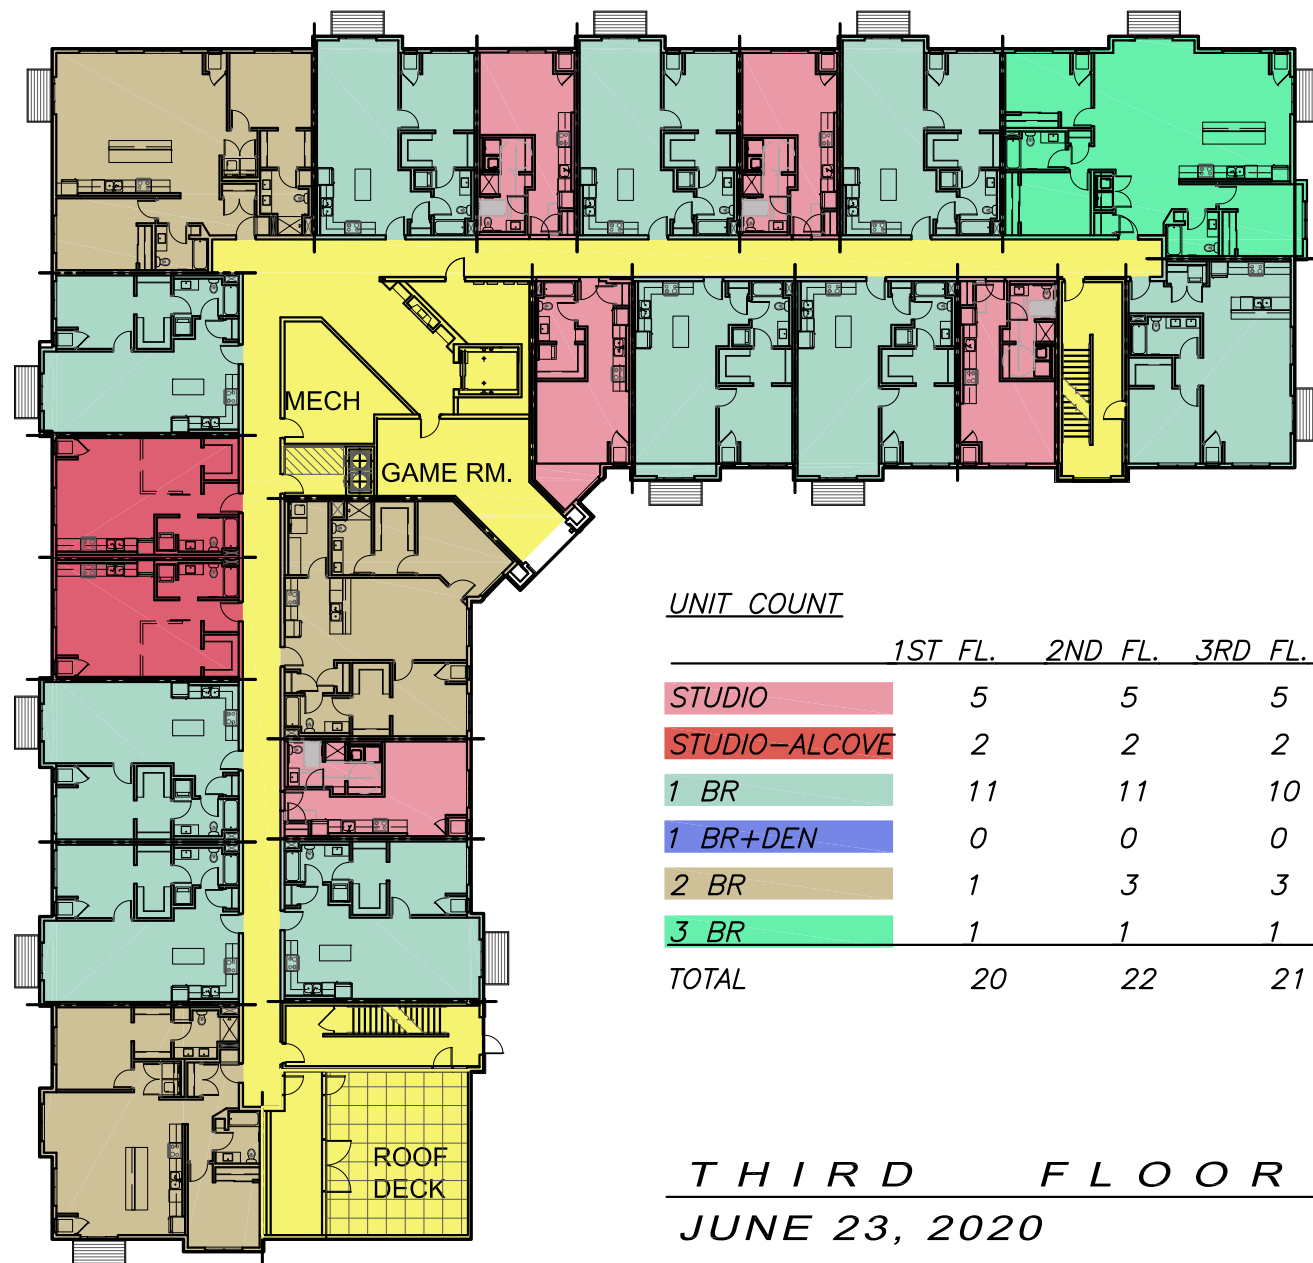 MECH
GAME RM.
UNIT COUNT
1ST FL. 2ND FL. 3RD FL.
STUDIO 5 5 5
STUDIO-ALCOVE 2 2 2
1 BR 11 11 10
1 BR+DEN 0 0 0
2 BR 1 3 3
3 BR 1 1 1
TOTAL 20 22 21
ROOF
DECK
THIRD FLOOR
JUNE 23, 2020